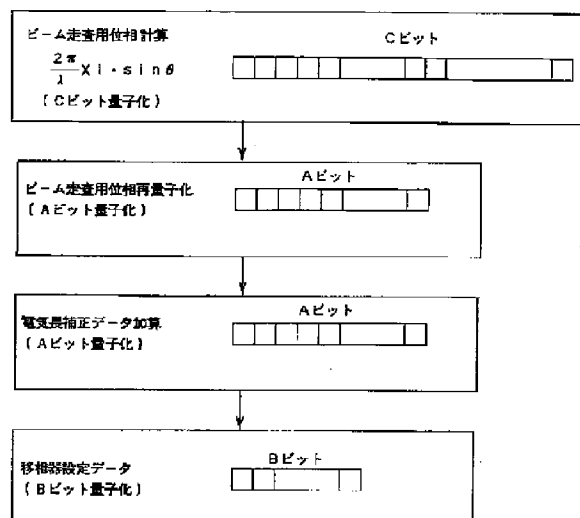 ビーム走査用位相計算
Cビット
2π/λ Xi・sinθ
(Cビット量子化)
Aビット
ビーム走査用位相再量子化
(Aビット量子化)
Aビット
電気長補正データ加算
(Aビット量子化)
Bビット
移相器設定データ
(Bビット量子化)